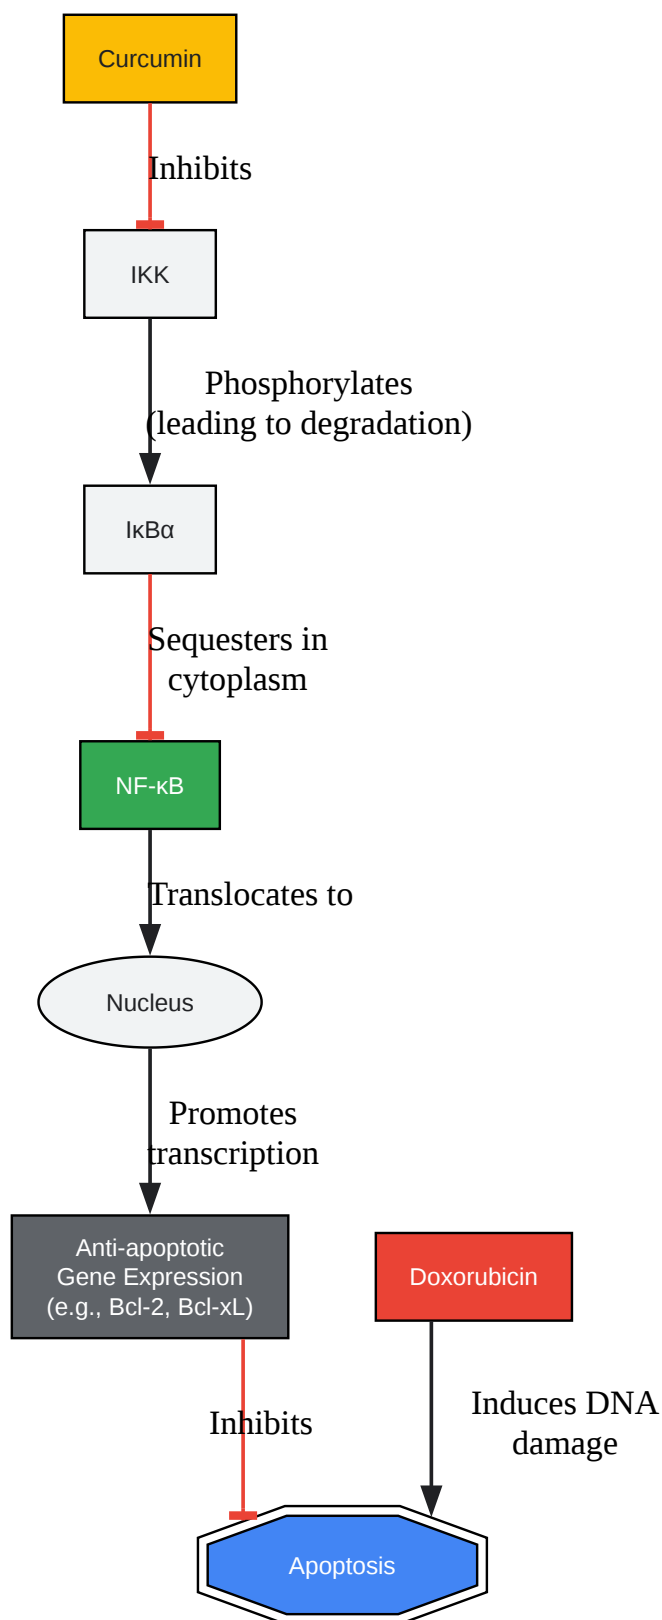 Curcumin
Inhibits
IKK
Phosphorylates
(leading to degradation)
IκBα
Sequesters in
cytoplasm
NF-κB
Translocates to
Nucleus
Promotes
transcription
Anti-apoptotic
Gene Expression
(e.g., Bcl-2, Bcl-xL)
Doxorubicin
Inhibits
Induces DNA
damage
Apoptosis